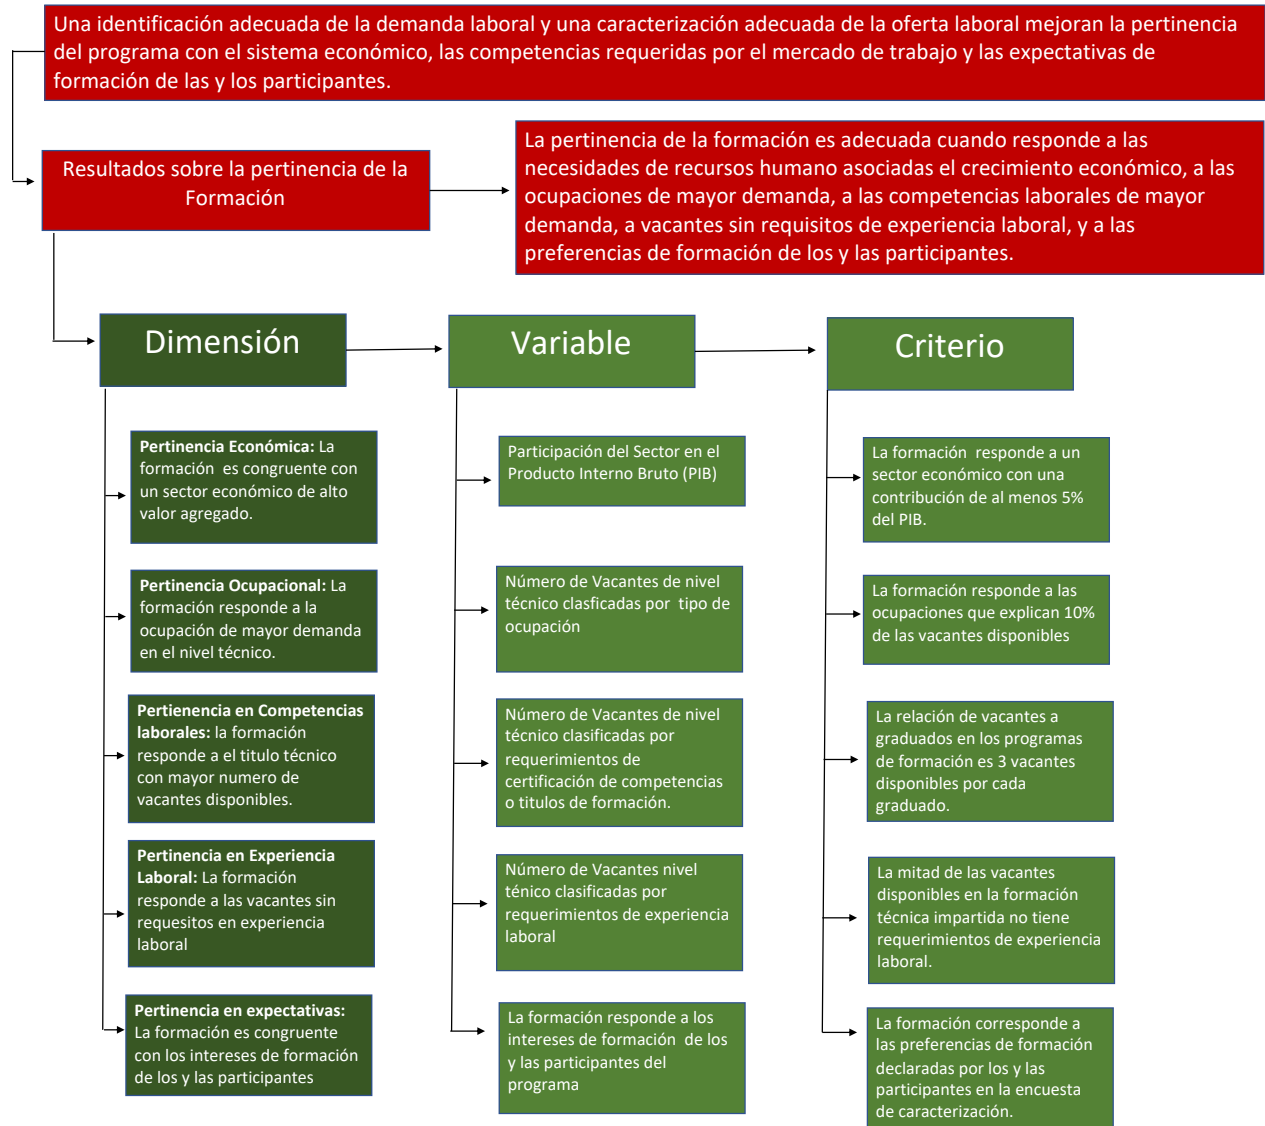 Una identificación adecuada de la demanda laboral y una caracterización adecuada de la oferta laboral mejoran la pertinencia
del programa con el sistema económico, las competencias requeridas por el mercado de trabajo y las expectativas de
formación de las y los participantes.
Resultados sobre la pertinencia de la
Formación
La pertinencia de la formación es adecuada cuando responde a las
necesidades de recursos humano asociadas el crecimiento económico, a las
ocupaciones de mayor demanda, a las competencias laborales de mayor
demanda, a vacantes sin requisitos de experiencia laboral, y a las
preferencias de formación de los y las participantes.
Dimensión
Variable
Criterio
Pertinencia Económica: La
formación es congruente con
un sector económico de alto
valor agregado.
Participación del Sector en el
Producto Interno Bruto (PIB)
La formación responde a un
sector económico con una
contribución de al menos 5%
del PIB.
Pertinencia Ocupacional: La
formación responde a la
ocupación de mayor demanda
en el nivel técnico.
Número de Vacantes de nivel
técnico clasficadas por tipo de
ocupación
La formación responde a las
ocupaciones que explican 10%
de las vacantes disponibles
Pertienencia en Competencias
laborales: la formación
responde a el titulo técnico
con mayor numero de
vacantes disponibles.
Número de Vacantes de nivel
técnico clasificadas por
requerimientos de
certificación de competencias
o titulos de formación.
La relación de vacantes a
graduados en los programas
de formación es 3 vacantes
disponibles por cada
graduado.
Pertinencia en Experiencia
Laboral: La formación
responde a las vacantes sin
requesitos en experiencia
laboral
Número de Vacantes nivel
ténico clasificadas por
requerimientos de experiencia
laboral
La mitad de las vacantes
disponibles en la formación
técnica impartida no tiene
requerimientos de experiencia
laboral.
Pertinencia en expectativas:
La formación es congruente
con los intereses de formación
de los y las participantes
La formación responde a los
intereses de formación de los
y las participantes del
programa
La formación corresponde a
las preferencias de formación
declaradas por los y las
participantes en la encuesta
de caracterización.